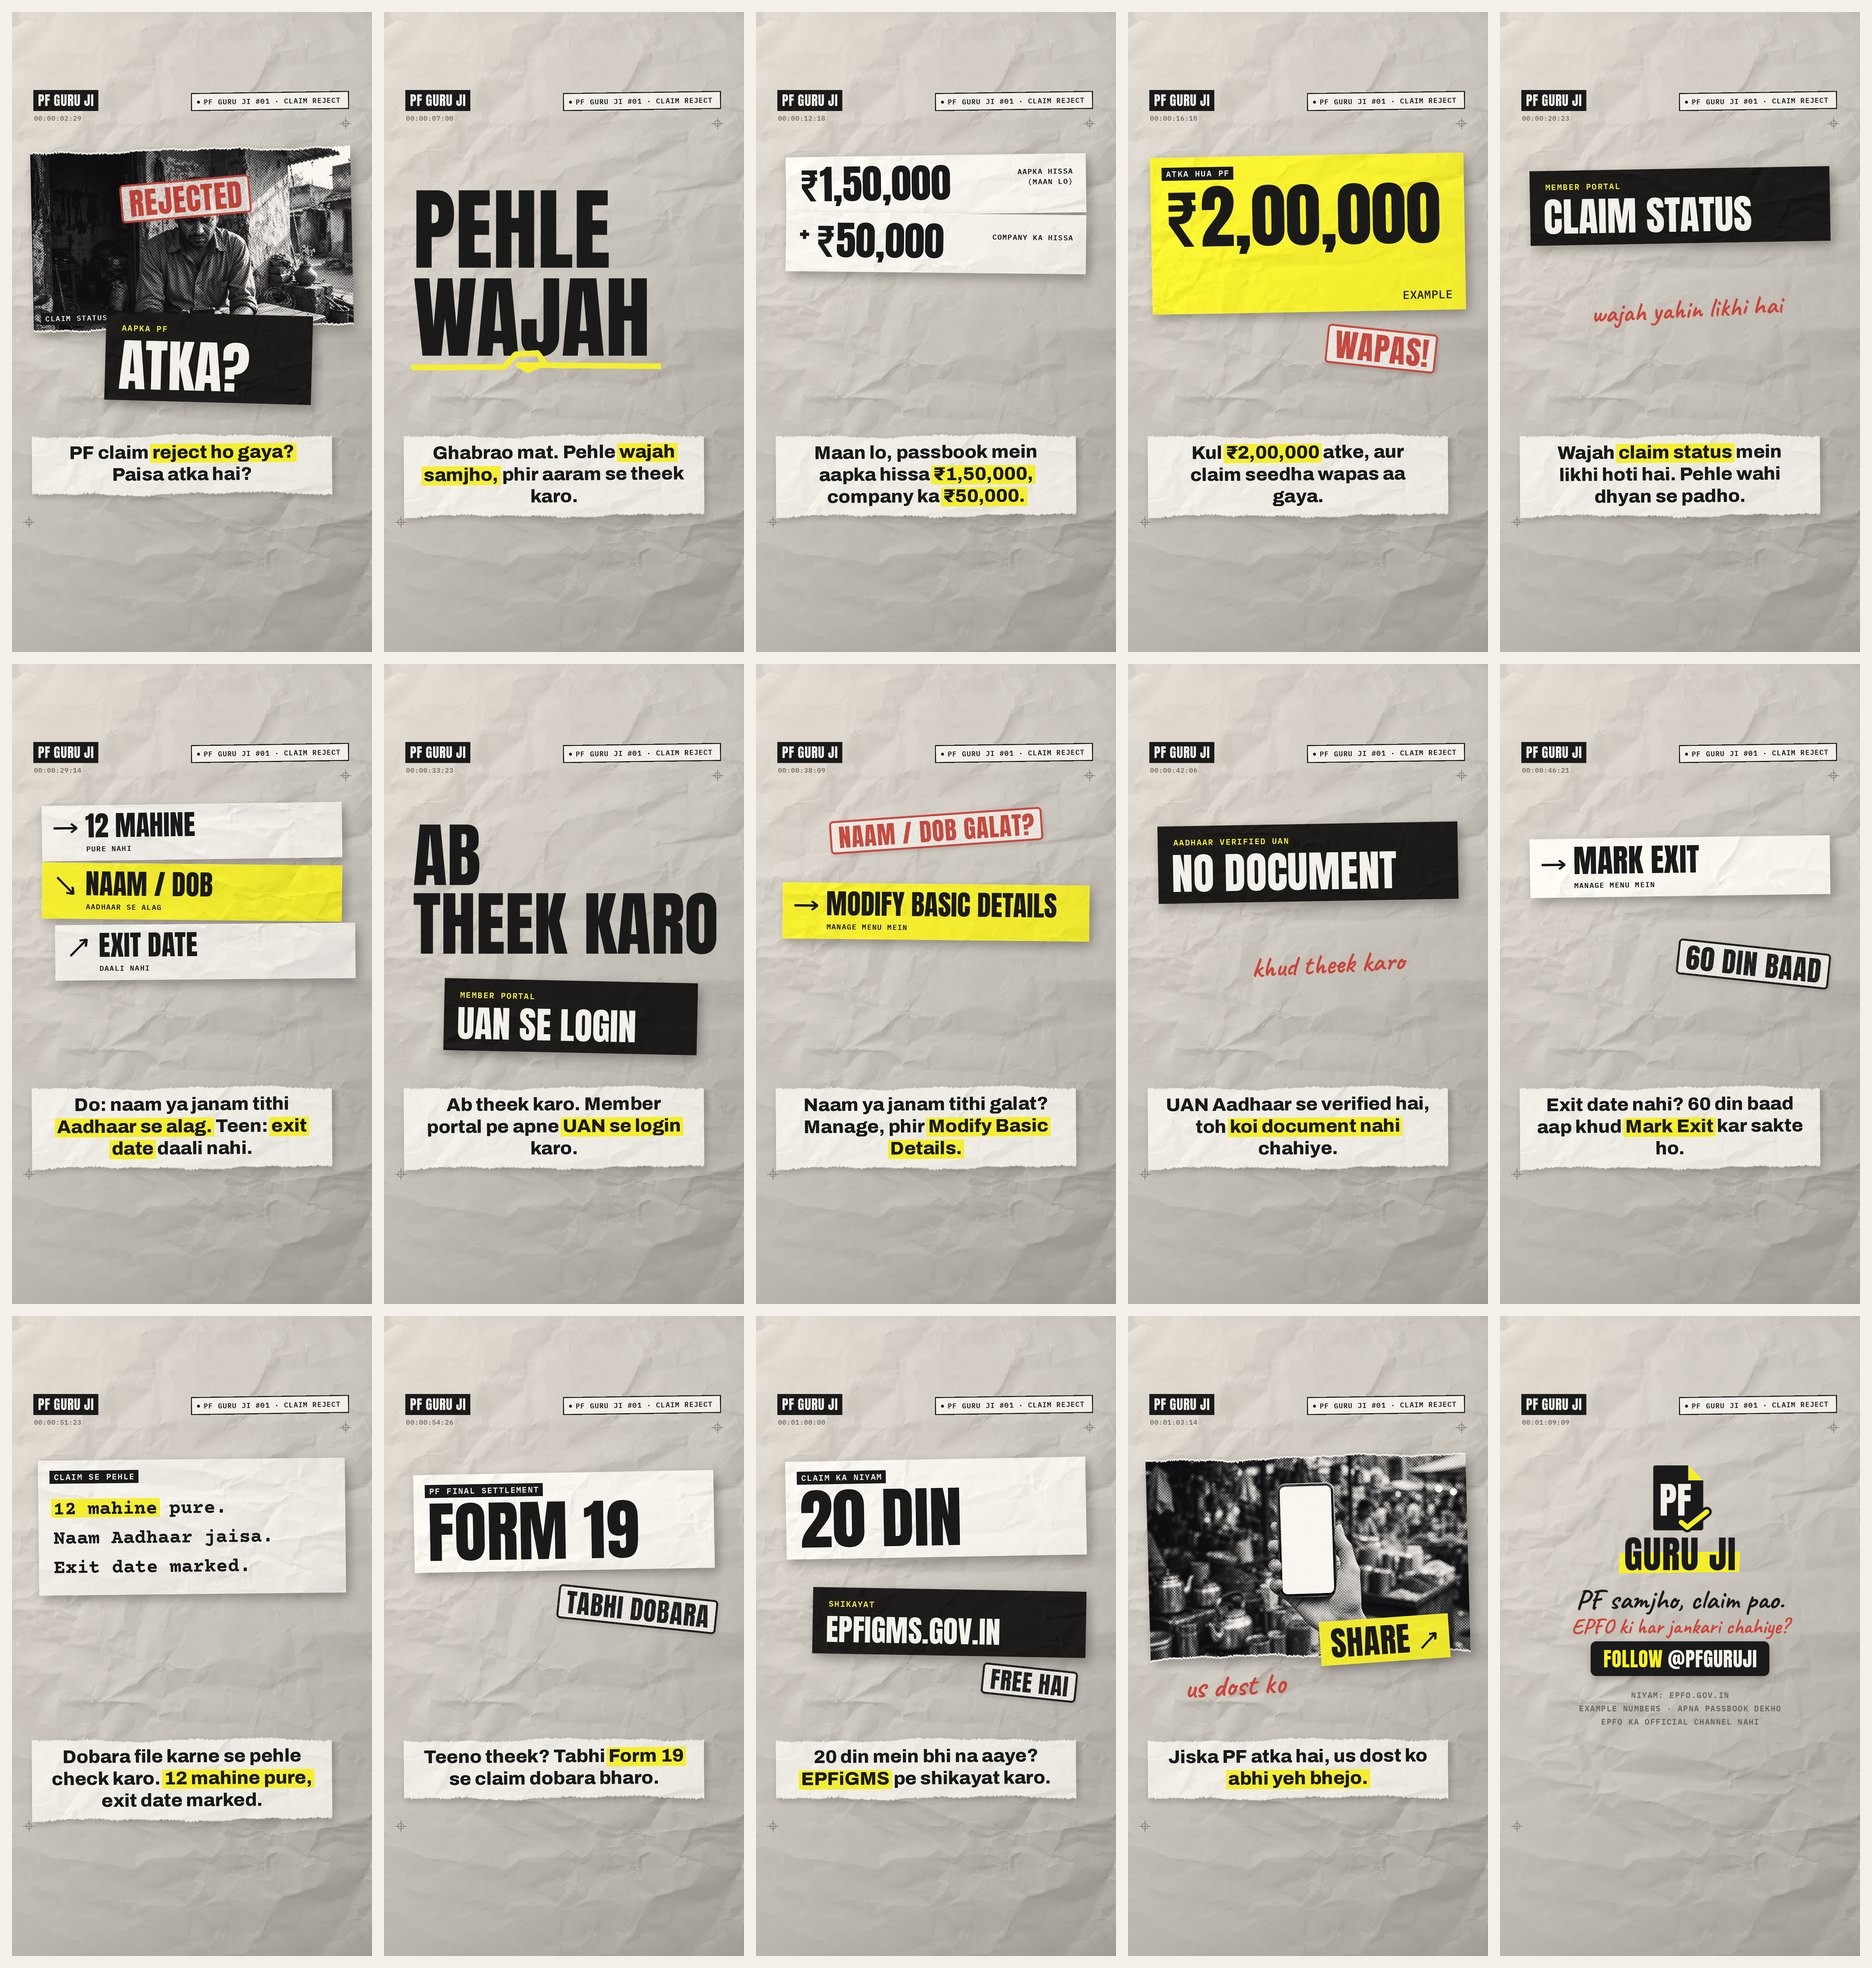 PF GURU JI
• PF GURU JI #01 · CLAIM REJECT
00:00:02:29
REJECTED
CLAIM STATUS
AAPKA PF
ATKA?
PF claim reject ho gaya?
Paisa atka hai?
PF GURU JI
• PF GURU JI #01 · CLAIM REJECT
00:00:07:00
PEHLE
WAJAH
Ghabrao mat. Pehle wajah
samjho, phir aaram se theek
karo.
PF GURU JI
• PF GURU JI #01 · CLAIM REJECT
00:00:12:18
₹1,50,000
AAPKA HISSA
(MAAN LO)
+ ₹50,000
COMPANY KA HISSA
Maan lo, passbook mein
aapka hissa ₹1,50,000,
company ka ₹50,000.
PF GURU JI
• PF GURU JI #01 · CLAIM REJECT
00:00:16:18
ATKA HUA PF
₹2,00,000
EXAMPLE
WAPAS!
Kul ₹2,00,000 atke, aur
claim seedha wapas aa
gaya.
PF GURU JI
• PF GURU JI #01 · CLAIM REJECT
00:00:20:23
MEMBER PORTAL
CLAIM STATUS
wajah yahin likhi hai
Wajah claim status mein
likhi hoti hai. Pehle wahi
dhyan se padho.
PF GURU JI
• PF GURU JI #01 · CLAIM REJECT
00:00:29:14
→ 12 MAHINE
PURE NAHI
↘ NAAM / DOB
AADHAAR SE ALAG
↗ EXIT DATE
DAALI NAHI
Do: naam ya janam tithi
Aadhaar se alag. Teen: exit
date daali nahi.
PF GURU JI
• PF GURU JI #01 · CLAIM REJECT
00:00:33:23
AB
THEEK KARO
MEMBER PORTAL
UAN SE LOGIN
Ab theek karo. Member
portal pe apne UAN se login
karo.
PF GURU JI
• PF GURU JI #01 · CLAIM REJECT
00:00:38:09
NAAM / DOB GALAT?
→ MODIFY BASIC DETAILS
MANAGE MENU MEIN
Naam ya janam tithi galat?
Manage, phir Modify Basic
Details.
PF GURU JI
• PF GURU JI #01 · CLAIM REJECT
00:00:42:06
AADHAAR VERIFIED UAN
NO DOCUMENT
khud theek karo
UAN Aadhaar se verified hai,
toh koi document nahi
chahiye.
PF GURU JI
• PF GURU JI #01 · CLAIM REJECT
00:00:46:21
→ MARK EXIT
MANAGE MENU MEIN
60 DIN BAAD
Exit date nahi? 60 din baad
aap khud Mark Exit kar sakte
ho.
PF GURU JI
• PF GURU JI #01 · CLAIM REJECT
00:00:51:23
CLAIM SE PEHLE
12 mahine pure.
Naam Aadhaar jaisa.
Exit date marked.
Dobara file karne se pehle
check karo. 12 mahine pure,
exit date marked.
PF GURU JI
• PF GURU JI #01 · CLAIM REJECT
00:00:54:26
PF FINAL SETTLEMENT
FORM 19
TABHI DOBARA
Teeno theek? Tabhi Form 19
se claim dobara bharo.
PF GURU JI
• PF GURU JI #01 · CLAIM REJECT
00:01:00:00
CLAIM KA NIYAM
20 DIN
SHIKAYAT
EPFIGMS.GOV.IN
FREE HAI
20 din mein bhi na aaye?
EPFiGMS pe shikayat karo.
PF GURU JI
• PF GURU JI #01 · CLAIM REJECT
00:01:03:14
SHARE ↗
us dost ko
Jiska PF atka hai, us dost ko
abhi yeh bhejo.
PF GURU JI
• PF GURU JI #01 · CLAIM REJECT
00:01:09:09
PF
GURU JI
PF samjho, claim pao.
EPFO ki har jankari chahiye?
FOLLOW @PFGURUJI
NIYAM: EPFO.GOV.IN
EXAMPLE NUMBERS · APNA PASSBOOK DEKHO
EPFO KA OFFICIAL CHANNEL NAHI